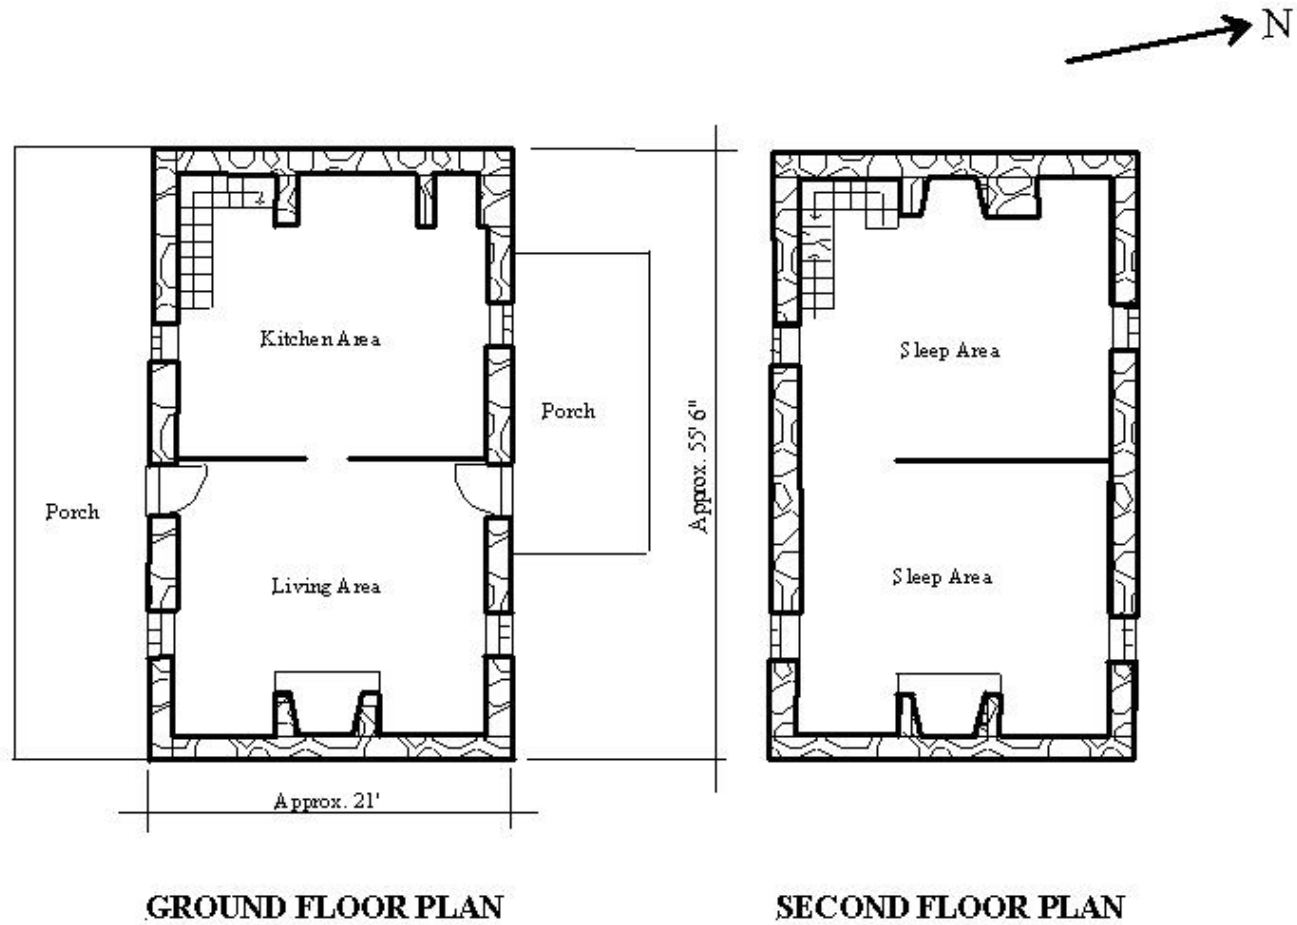 N
Kitchen Area
Sleep Area
Porch
Approx. 55' 6"
Porch
Living Area
Sleep Area
Approx. 21'
GROUND FLOOR PLAN
SECOND FLOOR PLAN